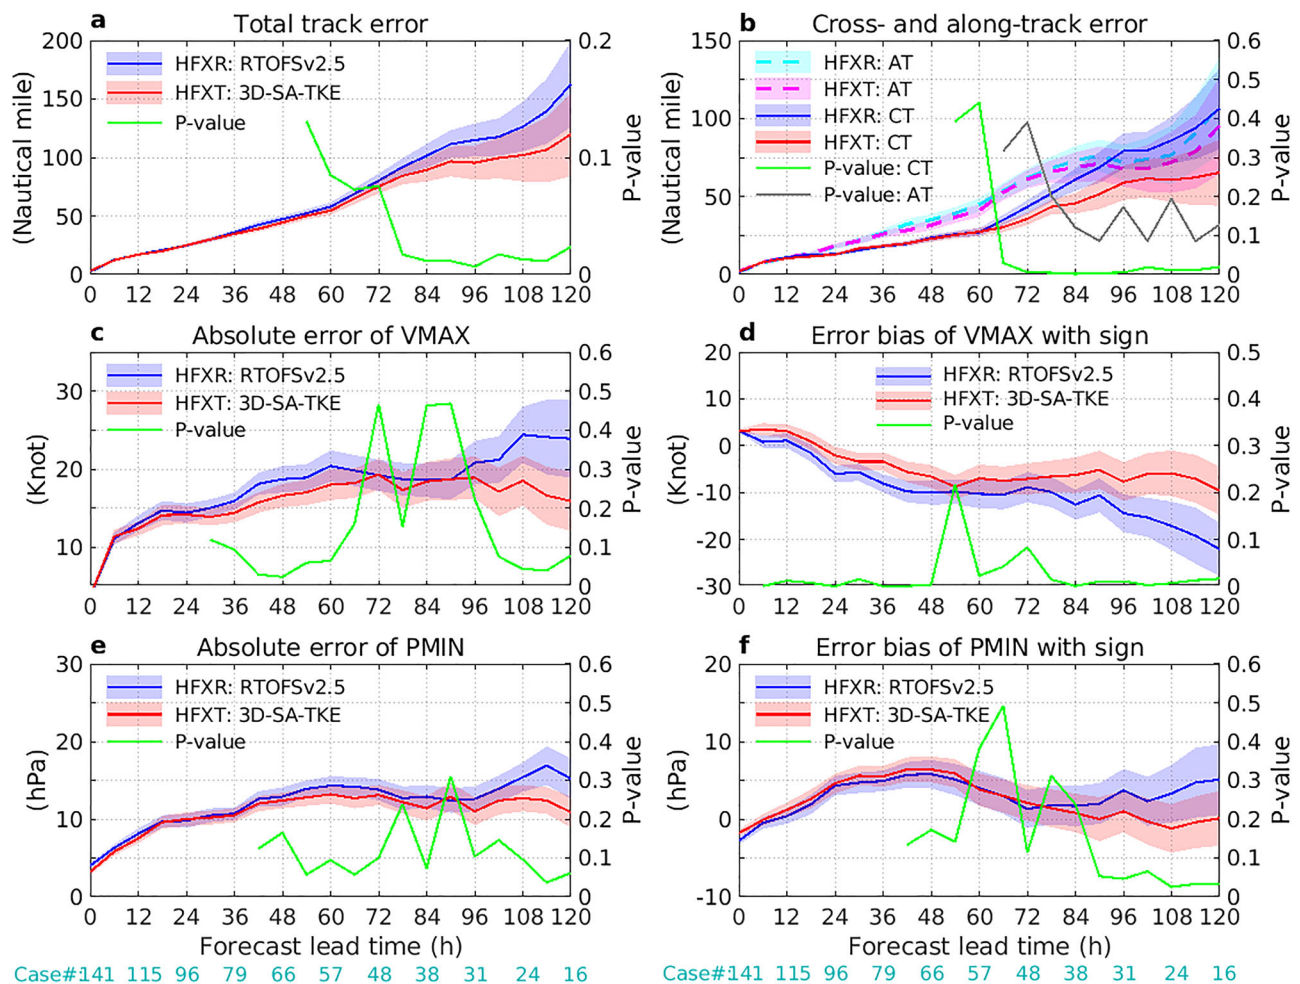 a Total track error
200
150
100
50
0
(Nautical mile)
HFXR: RTOFSv2.5
HFXT: 3D-SA-TKE
P-value
0.2
0.1
0
P-value
0 12 24 36 48 60 72 84 96 108 120
b Cross- and along-track error
150
100
50
0
(Nautical mile)
HFXR: AT
HFXT: AT
HFXR: CT
HFXT: CT
P-value: CT
P-value: AT
0.6
0.5
0.4
0.3
0.2
0.1
0
P-value
0 12 24 36 48 60 72 84 96 108 120
c Absolute error of VMAX
30
20
10
(Knot)
HFXR: RTOFSv2.5
HFXT: 3D-SA-TKE
P-value
0.6
0.5
0.4
0.3
0.2
0.1
0
P-value
0 12 24 36 48 60 72 84 96 108 120
d Error bias of VMAX with sign
20
10
0
-10
-20
-30
(Knot)
HFXR: RTOFSv2.5
HFXT: 3D-SA-TKE
P-value
0.5
0.4
0.3
0.2
0.1
0
P-value
0 12 24 36 48 60 72 84 96 108 120
e Absolute error of PMIN
30
20
10
0
(hPa)
HFXR: RTOFSv2.5
HFXT: 3D-SA-TKE
P-value
0.6
0.5
0.4
0.3
0.2
0.1
0
P-value
0 12 24 36 48 60 72 84 96 108 120
Forecast lead time (h)
Case#:141 115 96 79 66 57 48 38 31 24 16
f Error bias of PMIN with sign
20
10
0
-10
(hPa)
HFXR: RTOFSv2.5
HFXT: 3D-SA-TKE
P-value
0.6
0.5
0.4
0.3
0.2
0.1
0
P-value
0 12 24 36 48 60 72 84 96 108 120
Forecast lead time (h)
Case#:141 115 96 79 66 57 48 38 31 24 16